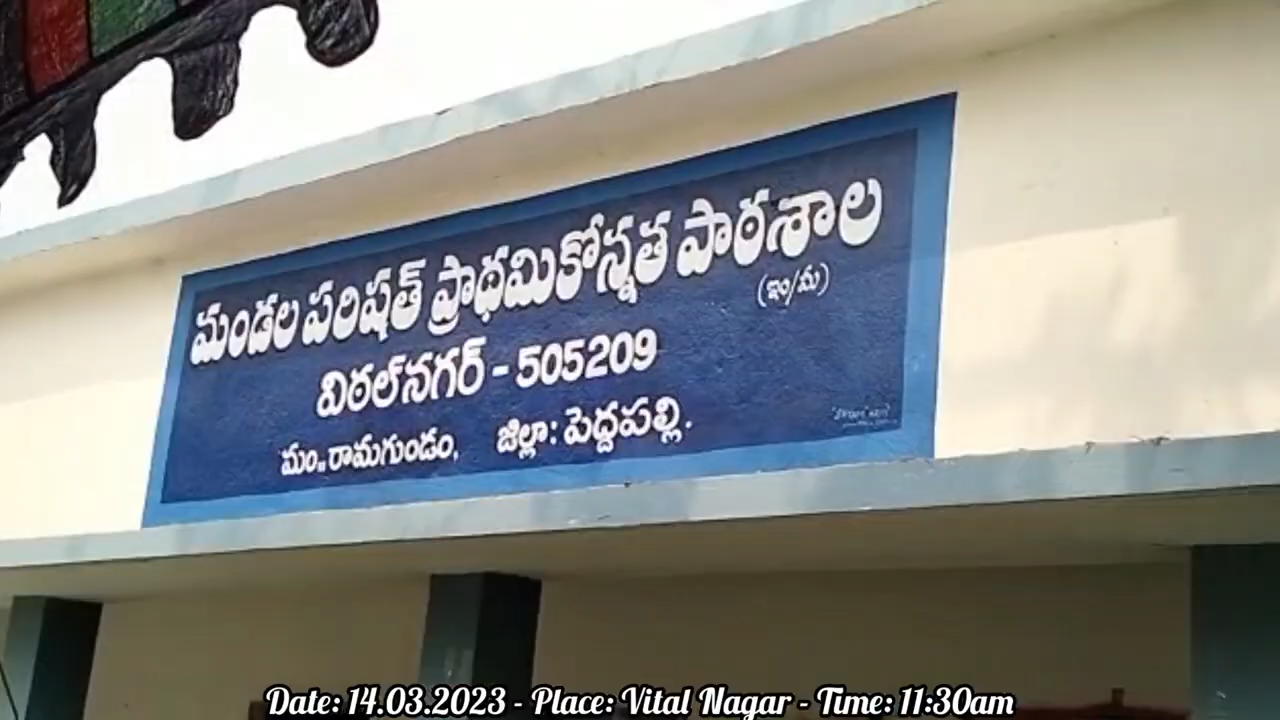 మండల పరిషత్ ప్రాథమికోన్నత పాఠశాల
(ఇం/మ)
విఠల్‌నగర్ - 505209
మం॥ రామగుండం, జిల్లా: పెద్దపల్లి.
Date: 14.03.2023 - Place: Vital Nagar - Time: 11:30am